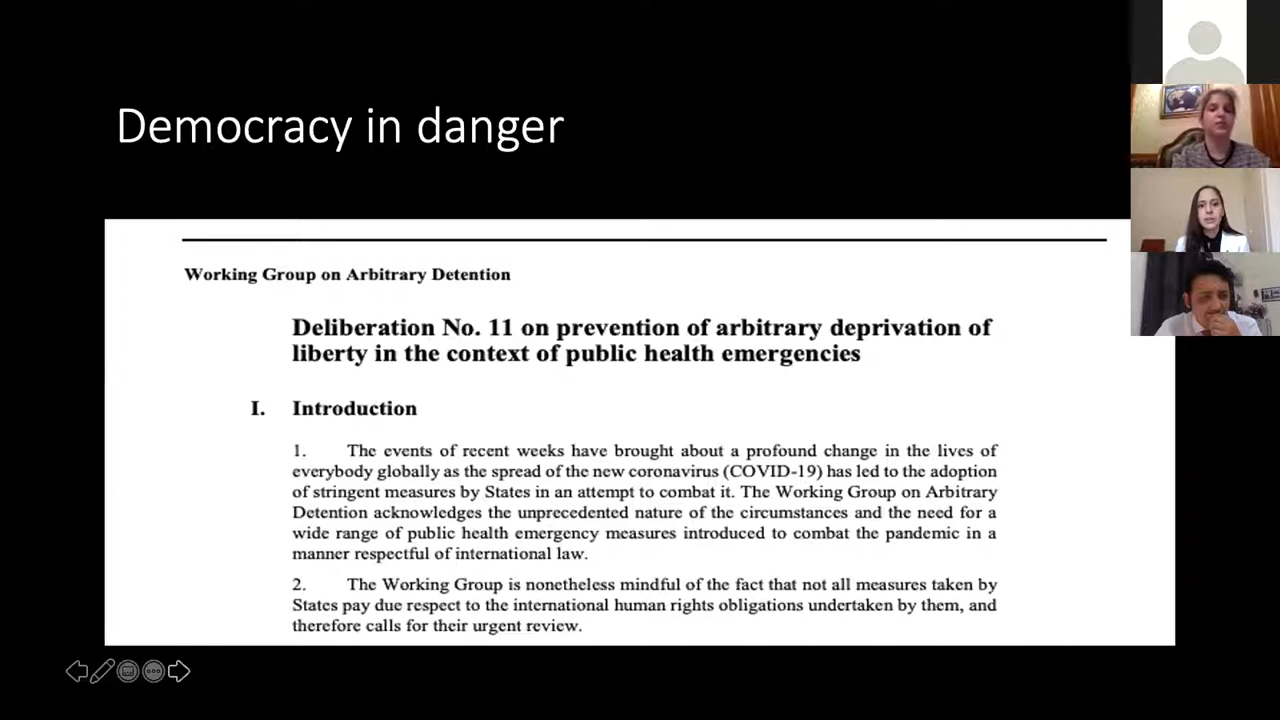 Democracy in danger
Working Group on Arbitrary Detention
Deliberation No. 11 on prevention of arbitrary deprivation of
liberty in the context of public health emergencies
I. Introduction
1. The events of recent weeks have brought about a profound change in the lives of
everybody globally as the spread of the new coronavirus (COVID-19) has led to the adoption
of stringent measures by States in an attempt to combat it. The Working Group on Arbitrary
Detention acknowledges the unprecedented nature of the circumstances and the need for a
wide range of public health emergency measures introduced to combat the pandemic in a
manner respectful of international law.
2. The Working Group is nonetheless mindful of the fact that not all measures taken by
States pay due respect to the international human rights obligations undertaken by them, and
therefore calls for their urgent review.